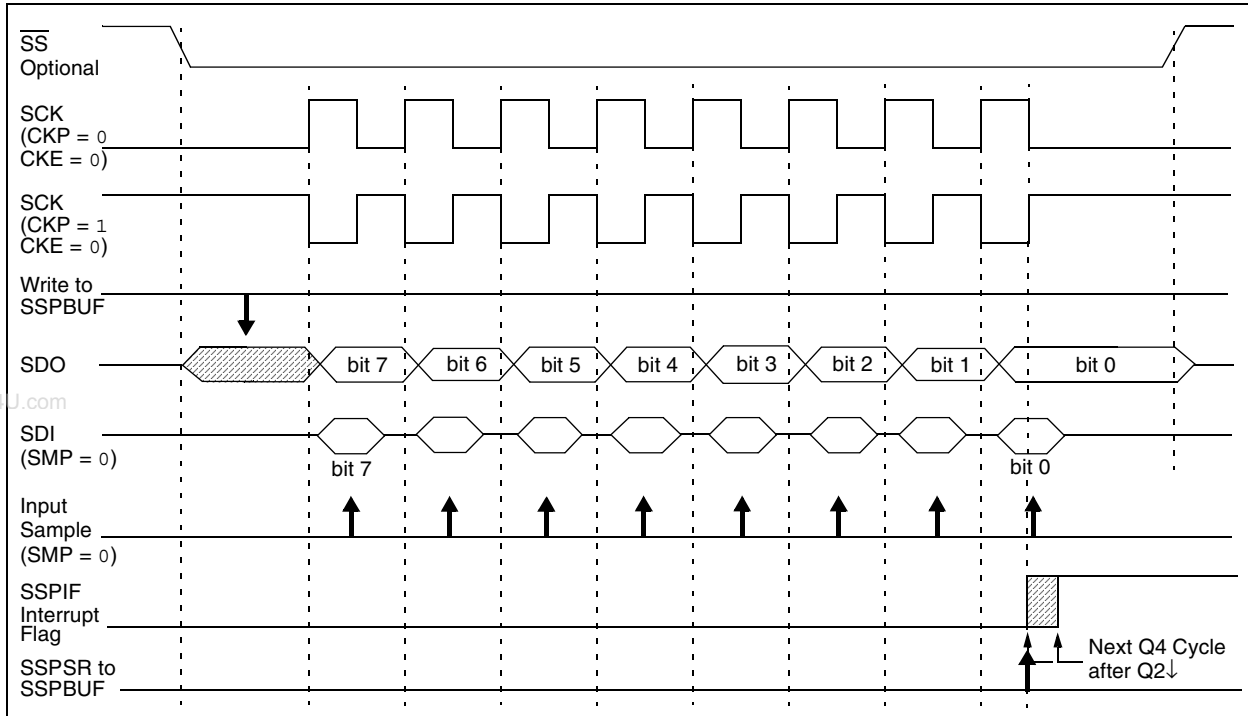 SS
Optional
SCK
(CKP = 0
CKE = 0)
SCK
(CKP = 1
CKE = 0)
Write to
SSPBUF
SDO
bit 7
bit 6
bit 5
bit 4
bit 3
bit 2
bit 1
bit 0
4U.com
SDI
(SMP = 0)
bit 7
bit 0
Input
Sample
(SMP = 0)
SSPIF
Interrupt
Flag
Next Q4 Cycle
after Q2↓
SSPSR to
SSPBUF